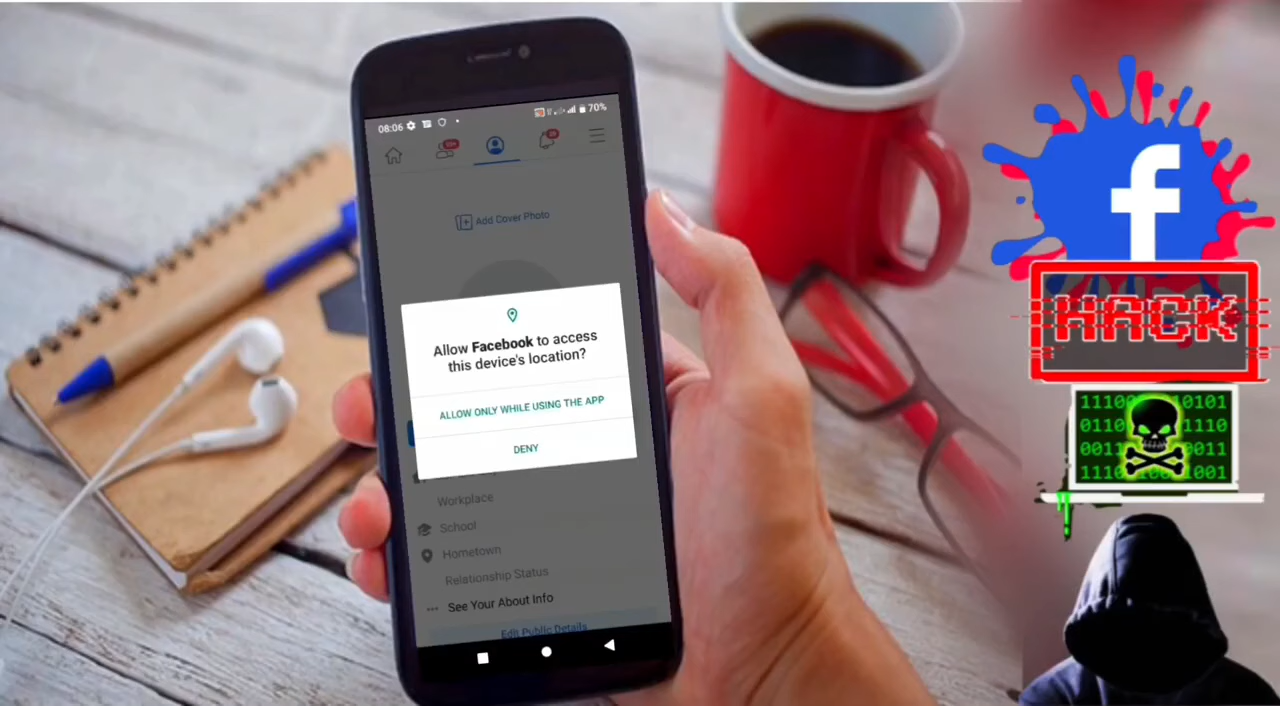 08:06
70%
Add Cover Photo
Allow Facebook to access
this device's location?
ALLOW ONLY WHILE USING THE APP
DENY
Workplace
School
Hometown
Relationship Status
See Your About Info
Edit Public Details
f
HACK